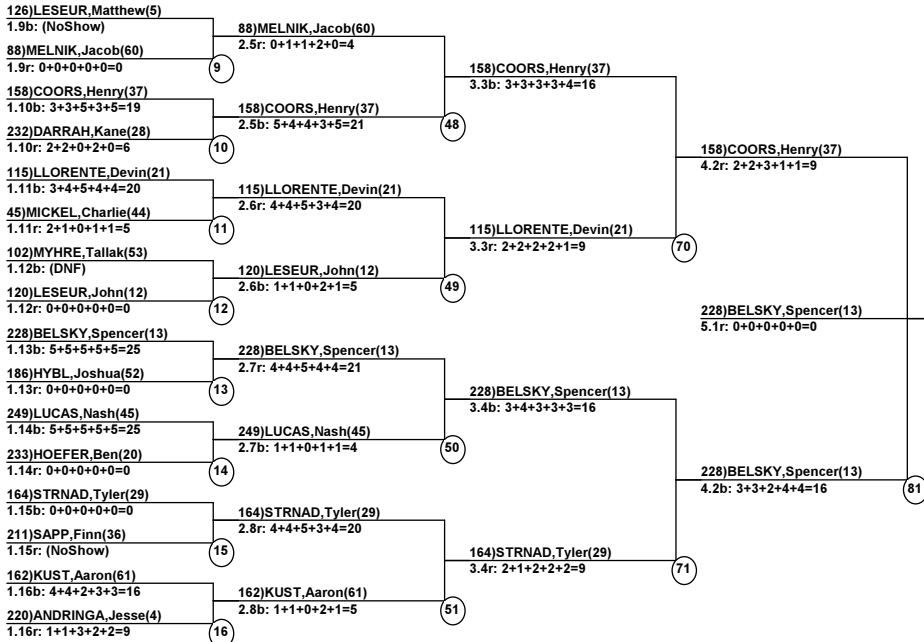 126)LESEUR,Matthew(5)
1.9b: (NoShow)
88)MELNIK,Jacob(60)
1.9r: 0+0+0+0+0=0
9
158)COORS,Henry(37)
1.10b: 3+3+5+3+5=19
232)DARRAH,Kane(28)
1.10r: 2+2+0+2+0=6
10
115)LLORENTE,Devin(21)
1.11b: 3+4+5+4+4=20
45)MICKEL,Charlie(44)
1.11r: 2+1+0+1+1=5
11
102)MYHRE,Tallak(53)
1.12b: (DNF)
120)LESEUR,John(12)
1.12r: 0+0+0+0+0=0
12
228)BELSKY,Spencer(13)
1.13b: 5+5+5+5+5=25
186)HYBL,Joshua(52)
1.13r: 0+0+0+0+0=0
13
249)LUCAS,Nash(45)
1.14b: 5+5+5+5+5=25
233)HOEFER,Ben(20)
1.14r: 0+0+0+0+0=0
14
164)STRNAD,Tyler(29)
1.15b: 0+0+0+0+0=0
211)SAPP,Finn(36)
1.15r: (NoShow)
15
162)KUST,Aaron(61)
1.16b: 4+4+2+3+3=16
220)ANDRINGA,Jesse(4)
1.16r: 1+1+3+2+2=9
16
88)MELNIK,Jacob(60)
2.5r: 0+1+1+2+0=4
158)COORS,Henry(37)
2.5b: 5+4+4+3+5=21
48
115)LLORENTE,Devin(21)
2.6r: 4+4+5+3+4=20
120)LESEUR,John(12)
2.6b: 1+1+0+2+1=5
49
228)BELSKY,Spencer(13)
2.7r: 4+4+5+4+4=21
249)LUCAS,Nash(45)
2.7b: 1+1+0+1+1=4
50
164)STRNAD,Tyler(29)
2.8r: 4+4+5+3+4=20
162)KUST,Aaron(61)
2.8b: 1+1+0+2+1=5
51
158)COORS,Henry(37)
3.3b: 3+3+3+3+4=16
115)LLORENTE,Devin(21)
3.3r: 2+2+2+2+1=9
70
228)BELSKY,Spencer(13)
3.4b: 3+4+3+3+3=16
164)STRNAD,Tyler(29)
3.4r: 2+1+2+2+2=9
71
158)COORS,Henry(37)
4.2r: 2+2+3+1+1=9
228)BELSKY,Spencer(13)
4.2b: 3+3+2+4+4=16
81
228)BELSKY,Spencer(13)
5.1r: 0+0+0+0+0=0